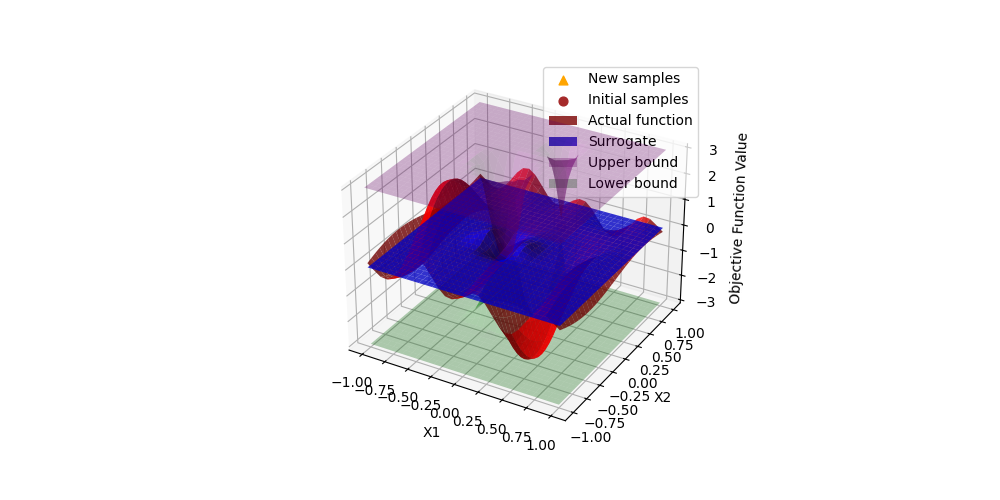 New samples
Initial samples
Actual function
Surrogate
Upper bound
Lower bound
3
2
1
0
−1
−2
−3
Objective Function Value
1.00
0.75
0.50
0.25
0.00
−0.25
−0.50
−0.75
−1.00
X2
−1.00
−0.75
−0.50
−0.25
0.00
0.25
0.50
0.75
1.00
X1